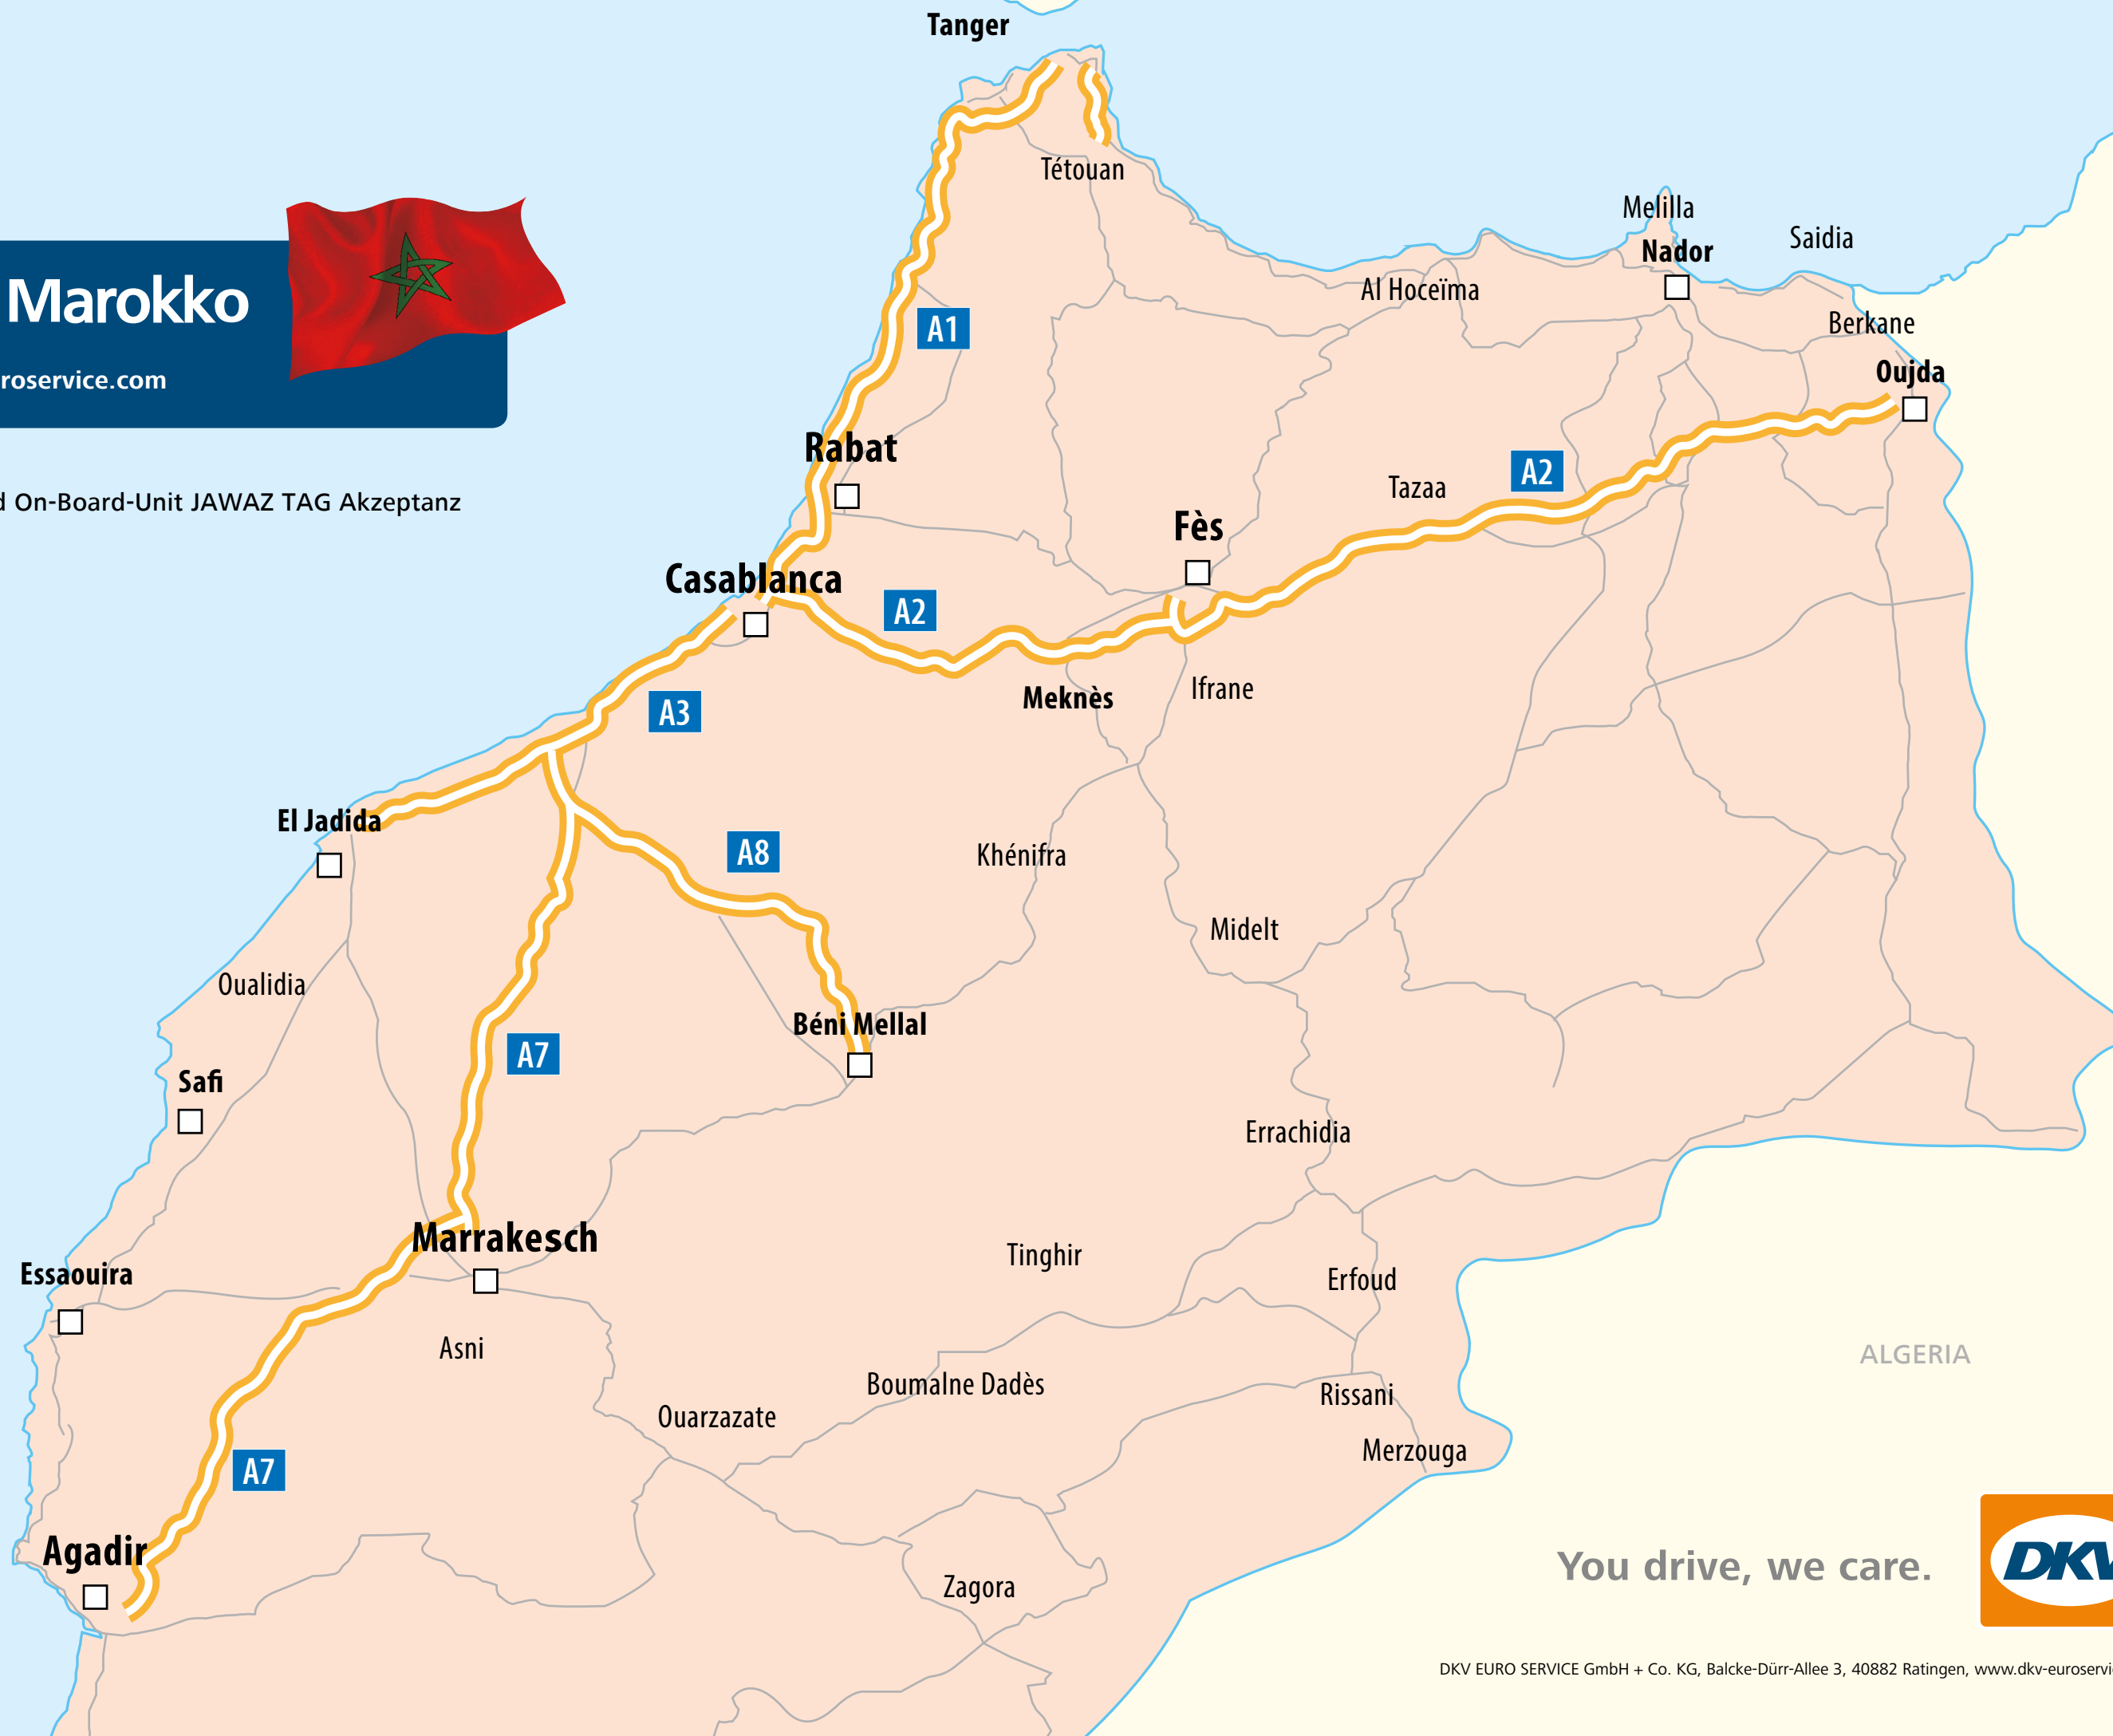 Tanger
Tétouan
Melilla
Nador
Saidia
Marokko
Al Hoceïma
Berkane
A1
roservice.com
Oujda
Rabat
A2
Tazaa
d On-Board-Unit JAWAZ TAG Akzeptanz
Fès
Casablanca
A2
Ifrane
Meknès
A3
El Jadida
A8
Khénifra
Midelt
Oualidia
Béni Mellal
A7
Safi
Errachidia
Marrakesch
Tinghir
Essaouira
Erfoud
Asni
ALGERIA
Boumalne Dadès
Rissani
Ouarzazate
Merzouga
A7
Agadir
You drive, we care.
DKV
Zagora
DKV EURO SERVICE GmbH + Co. KG, Balcke-Dürr-Allee 3, 40882 Ratingen, www.dkv-euroservi